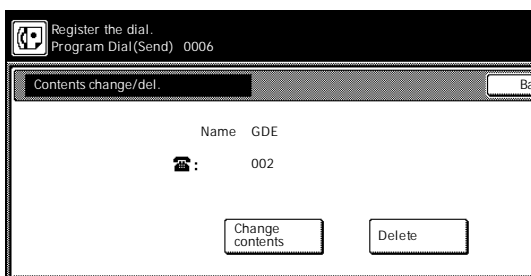 Register the dial.
Program Dial(Send) 0006
Contents change/del.
Name GDE
☎: 002
Change
contents
Delete